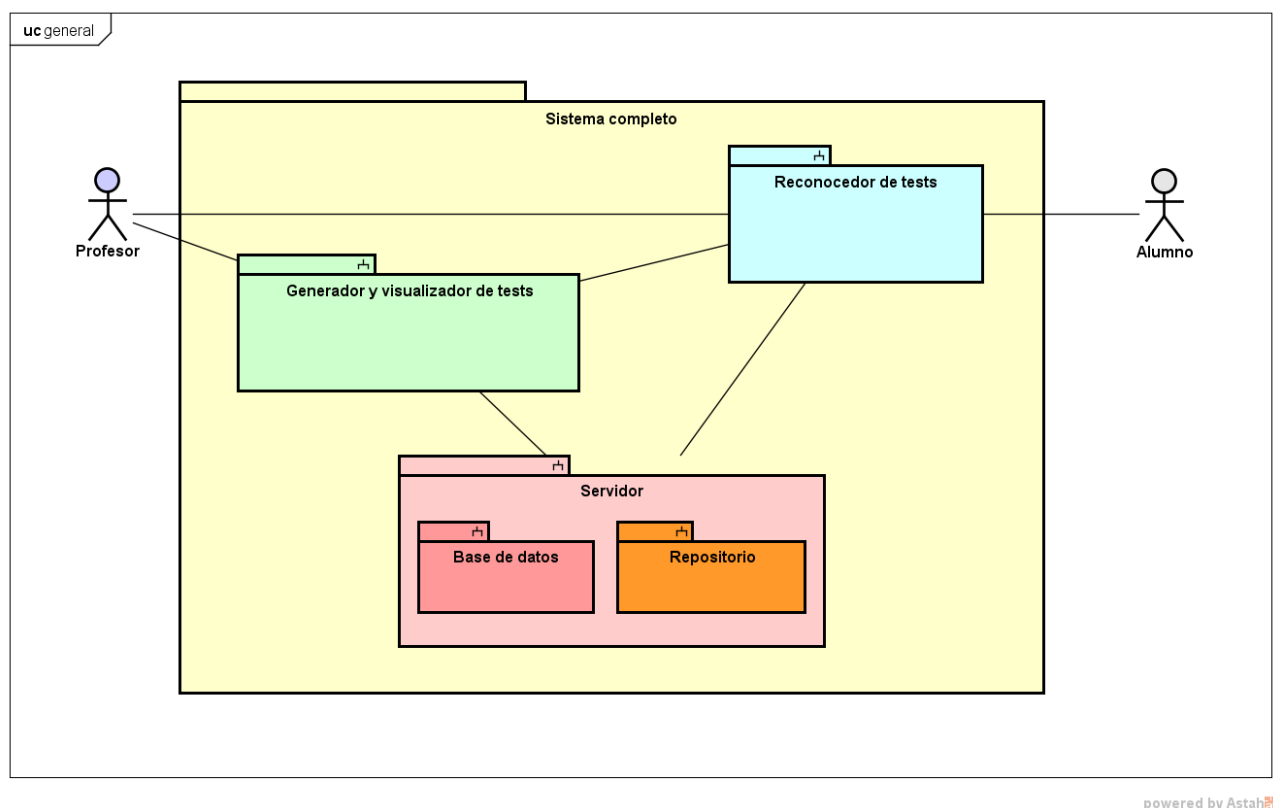 uc general
Sistema completo
Reconocedor de tests
Profesor
Alumno
Generador y visualizador de tests
Servidor
Base de datos
Repositorio
powered by Astah